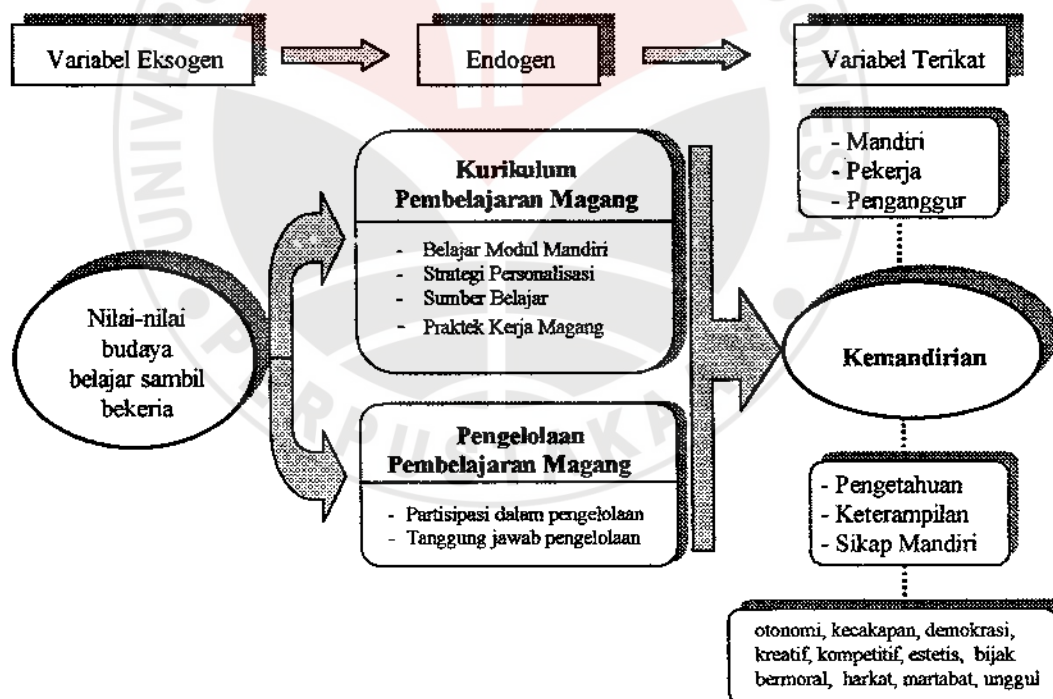 Variabel Eksogen
Endogen
Variabel Terikat
- Mandiri
- Pekerja
- Penganggur
Kurikulum
Pembelajaran Magang
- Belajar Modul Mandiri
- Strategi Personalisasi
- Sumber Belajar
- Praktek Kerja Magang
Nilai-nilai
budaya
belajar sambil
bekeria
Kemandirian
Pengelolaan
Pembelajaran Magang
- Partisipasi dalam pengelolaan
- Tanggung jawab pengelolaan
- Pengetahuan
- Keterampilan
- Sikap Mandiri
otonomi, kecakapan, demokrasi,
kreatif, kompetitif, estetis, bijak
bermoral, harkat, martabat, unggul
PERPUSTAKAAN